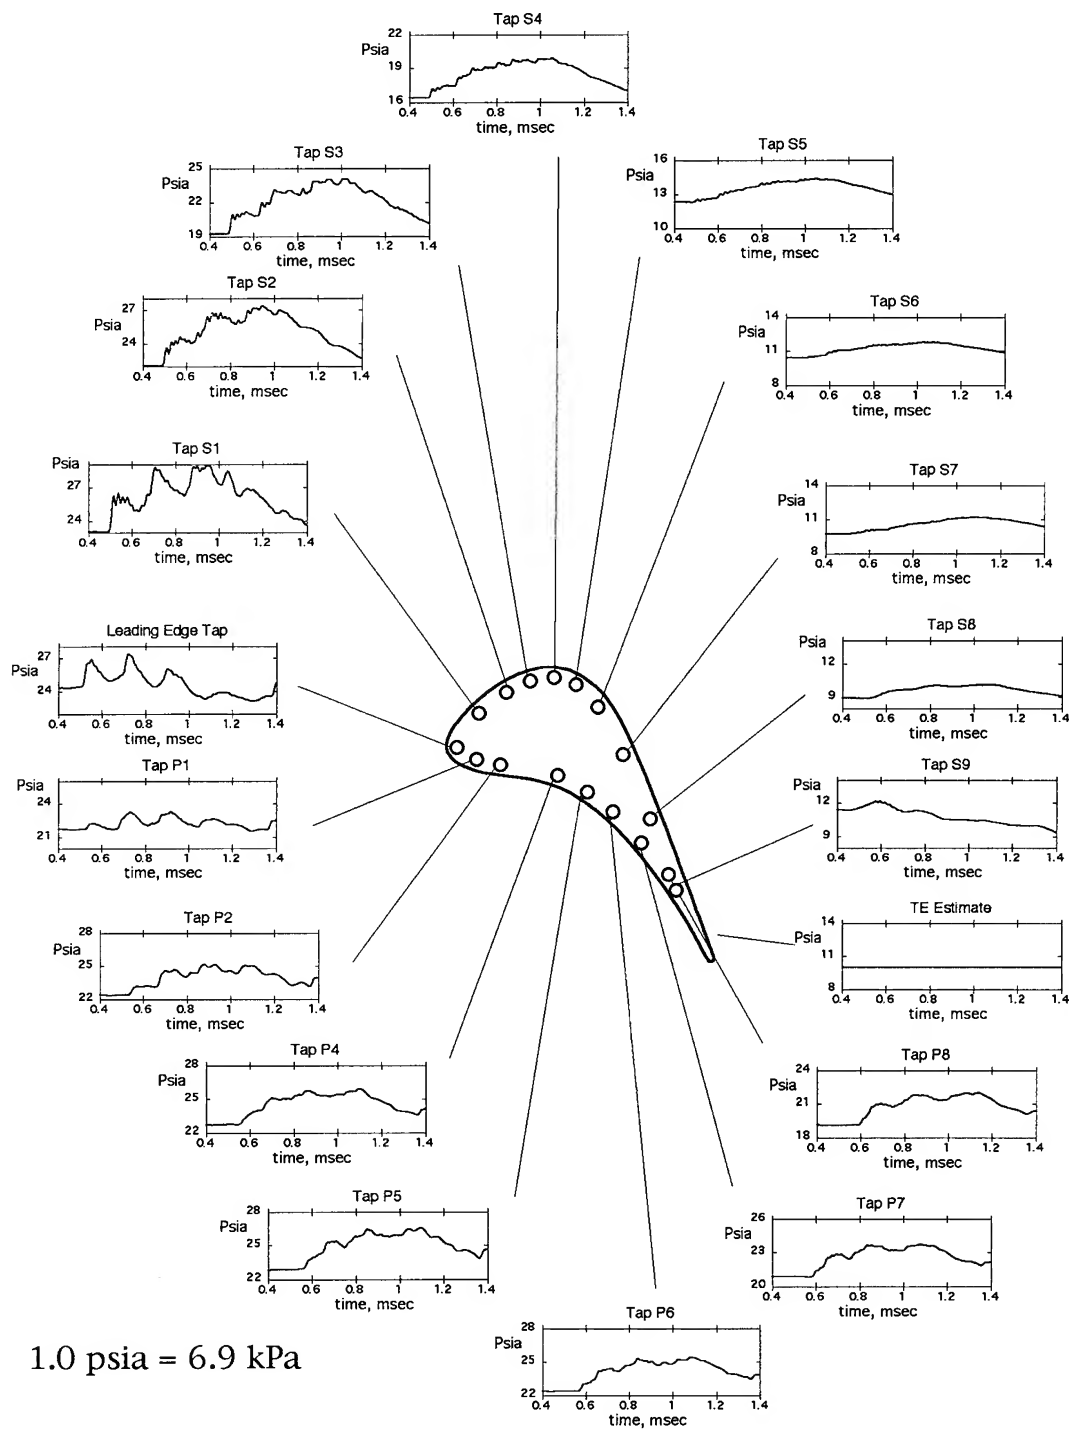 Tap S4
22
Psia
19
16
0.4 0.6 0.8 1 1.2 1.4
time, msec
Tap S3
25
Psia
22
19
0.4 0.6 0.8 1 1.2 1.4
time, msec
Tap S5
16
Psia
13
10
0.4 0.6 0.8 1 1.2 1.4
time, msec
Tap S2
27
Psia
24
0.4 0.6 0.8 1 1.2 1.4
time, msec
Tap S6
14
Psia
11
8
0.4 0.6 0.8 1 1.2 1.4
time, msec
Tap S1
Psia
27
24
0.4 0.6 0.8 1 1.2 1.4
time, msec
Tap S7
14
Psia
11
8
0.4 0.6 0.8 1 1.2 1.4
time, msec
Leading Edge Tap
27
Psia
24
0.4 0.6 0.8 1 1.2 1.4
time, msec
Tap S8
Psia
12
9
0.4 0.6 0.8 1 1.2 1.4
time, msec
Tap P1
Psia
24
21
0.4 0.6 0.8 1 1.2 1.4
time, msec
Tap S9
Psia
12
9
0.4 0.6 0.8 1 1.2 1.4
time, msec
Tap P2
28
Psia
25
22
0.4 0.6 0.8 1 1.2 1.4
time, msec
TE Estimate
14
Psia
11
8
0.4 0.6 0.8 1 1.2 1.4
time, msec
Tap P4
28
Psia
25
22
0.4 0.6 0.8 1 1.2 1.4
time, msec
Tap P8
24
Psia
21
18
0.4 0.6 0.8 1 1.2 1.4
time, msec
Tap P5
28
Psia
25
22
0.4 0.6 0.8 1 1.2 1.4
time, msec
Tap P7
26
Psia
23
20
0.4 0.6 0.8 1 1.2 1.4
time, msec
Tap P6
28
Psia
25
22
0.4 0.6 0.8 1 1.2 1.4
time, msec
1.0 psia = 6.9 kPa